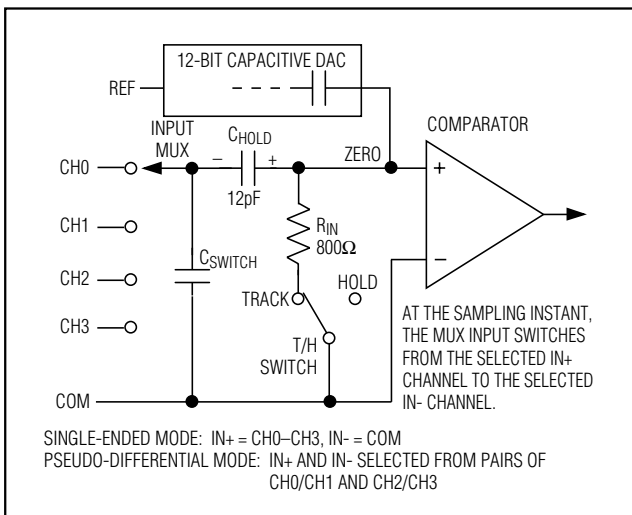 12-BIT CAPACITIVE DAC
REF
INPUT
MUX
C_HOLD
COMPARATOR
ZERO
CH0
− +
+
12pF
R_IN
800Ω
CH1
C_SWITCH
−
HOLD
CH2
TRACK
CH3
T/H
SWITCH
AT THE SAMPLING INSTANT,
THE MUX INPUT SWITCHES
FROM THE SELECTED IN+
CHANNEL TO THE SELECTED
IN- CHANNEL.
COM
SINGLE-ENDED MODE: IN+ = CH0–CH3, IN- = COM
PSEUDO-DIFFERENTIAL MODE: IN+ AND IN- SELECTED FROM PAIRS OF
CH0/CH1 AND CH2/CH3